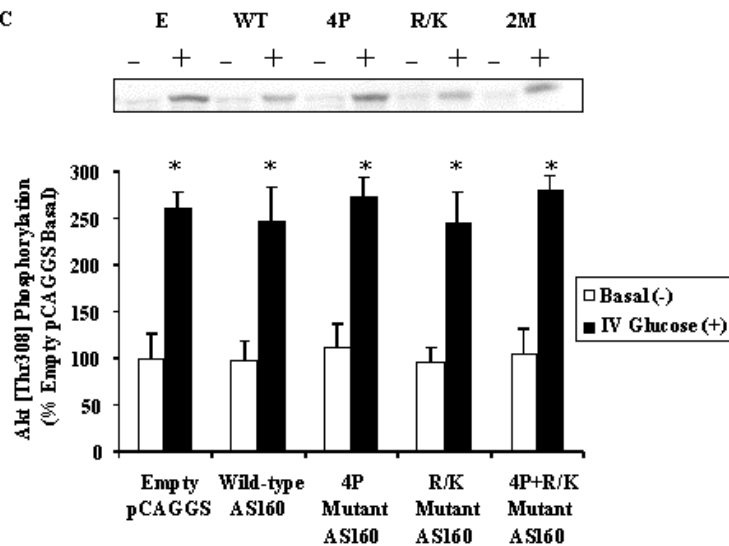 C
E WT 4P R/K 2M
– + – + – + – + – +
* * * * *
300
250
200
150
100
50
0
Akt [Thr308] Phosphorylation
(% Empty pCAGGS Basal)
Basal (-)
IV Glucose (+)
Empty Wild-type 4P R/K 4P+R/K
pCAGGS AS160 Mutant Mutant Mutant
AS160 AS160 AS160